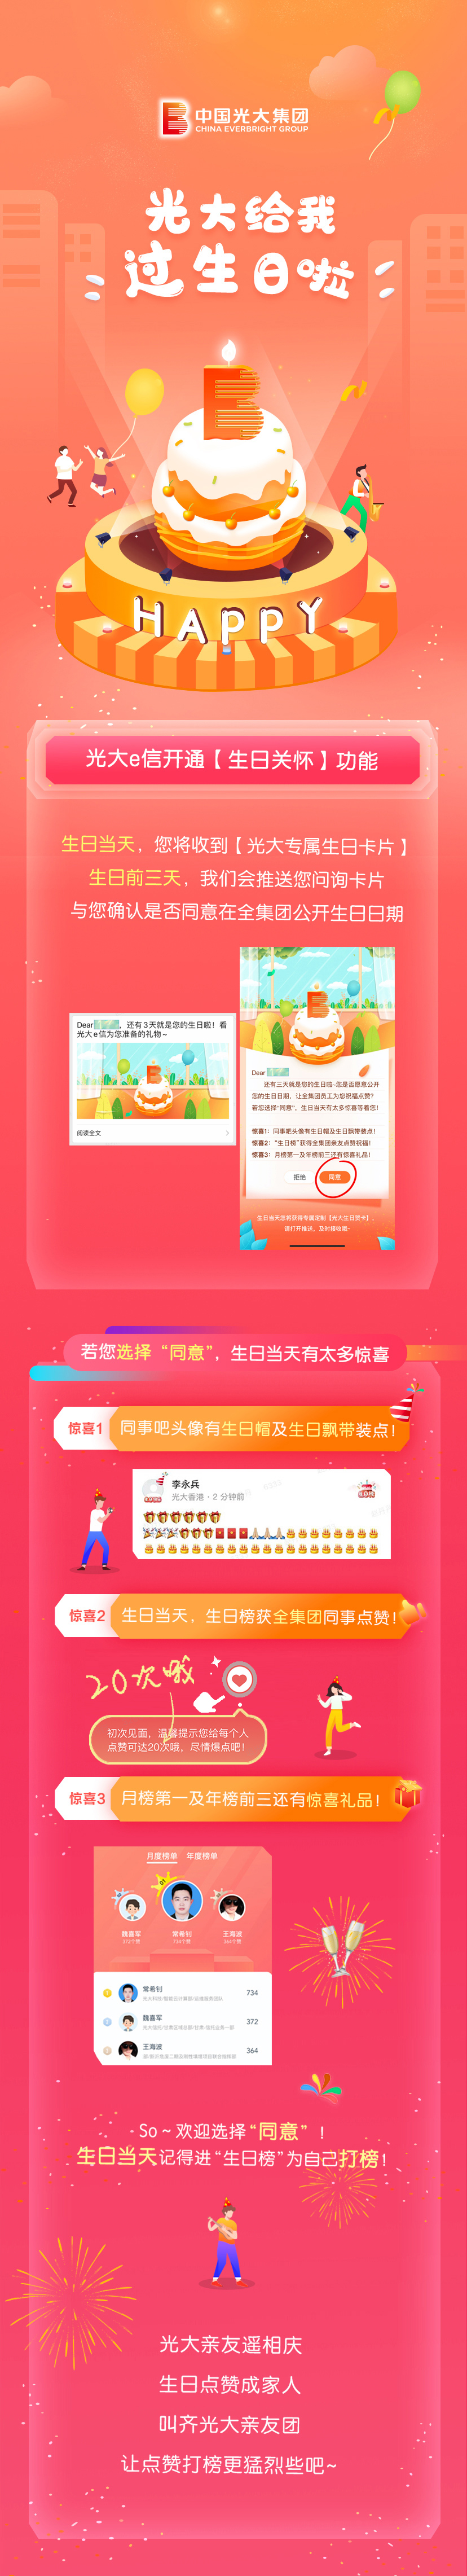 中国光大集团
CHINA EVERBRIGHT GROUP
光大给我
过生日啦
HAPPY
光大e信开通【生日关怀】功能
生日当天，您将收到【光大专属生日卡片】
生日前三天，我们会推送您问询卡片
与您确认是否同意在全集团公开生日日期
Dear ，还有3天就是您的生日啦！看
光大e信为您准备的礼物~
阅读全文
Dear
还有三天就是您的生日啦~您是否愿意公开
您的生日日期，让全集团员工为您祝福点赞？
若您选择“同意”，生日当天有太多惊喜等着您！
惊喜1：同事吧头像有生日帽及生日飘带装点！
惊喜2：“生日榜”获得全集团亲友点赞祝福！
惊喜3：月榜第一及年榜前三还有惊喜礼品！
拒绝
同意
生日当天您将获得专属定制【光大生日贺卡】，
请打开推送，及时接收哦~
若您选择“同意”，生日当天有太多惊喜
惊喜1
同事吧头像有生日帽及生日飘带装点！
李永兵
光大香港·2 分钟前
惊喜2
生日当天，生日榜获全集团同事点赞！
20次哦
初次见面，温馨提示您给每个人
点赞可达20次哦，尽情爆点吧！
惊喜3
月榜第一及年榜前三还有惊喜礼品！
月度榜单 年度榜单
魏喜军
372个赞
常希钊
734个赞
王海波
364个赞
常希钊
734
魏喜军
372
王海波
364
So~欢迎选择“同意”！
生日当天记得进“生日榜”为自己打榜！
光大亲友遥相庆
生日点赞成家人
叫齐光大亲友团
让点赞打榜更猛烈些吧~